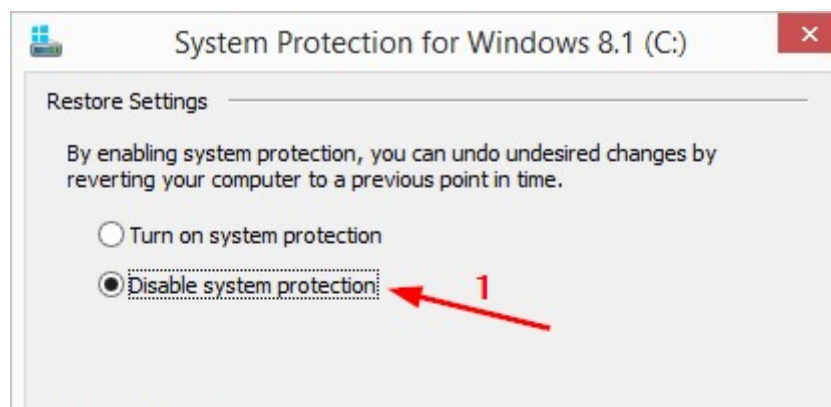 System Protection for Windows 8.1 (C:)
Restore Settings
By enabling system protection, you can undo undesired changes by
reverting your computer to a previous point in time.
Turn on system protection
Disable system protection 1